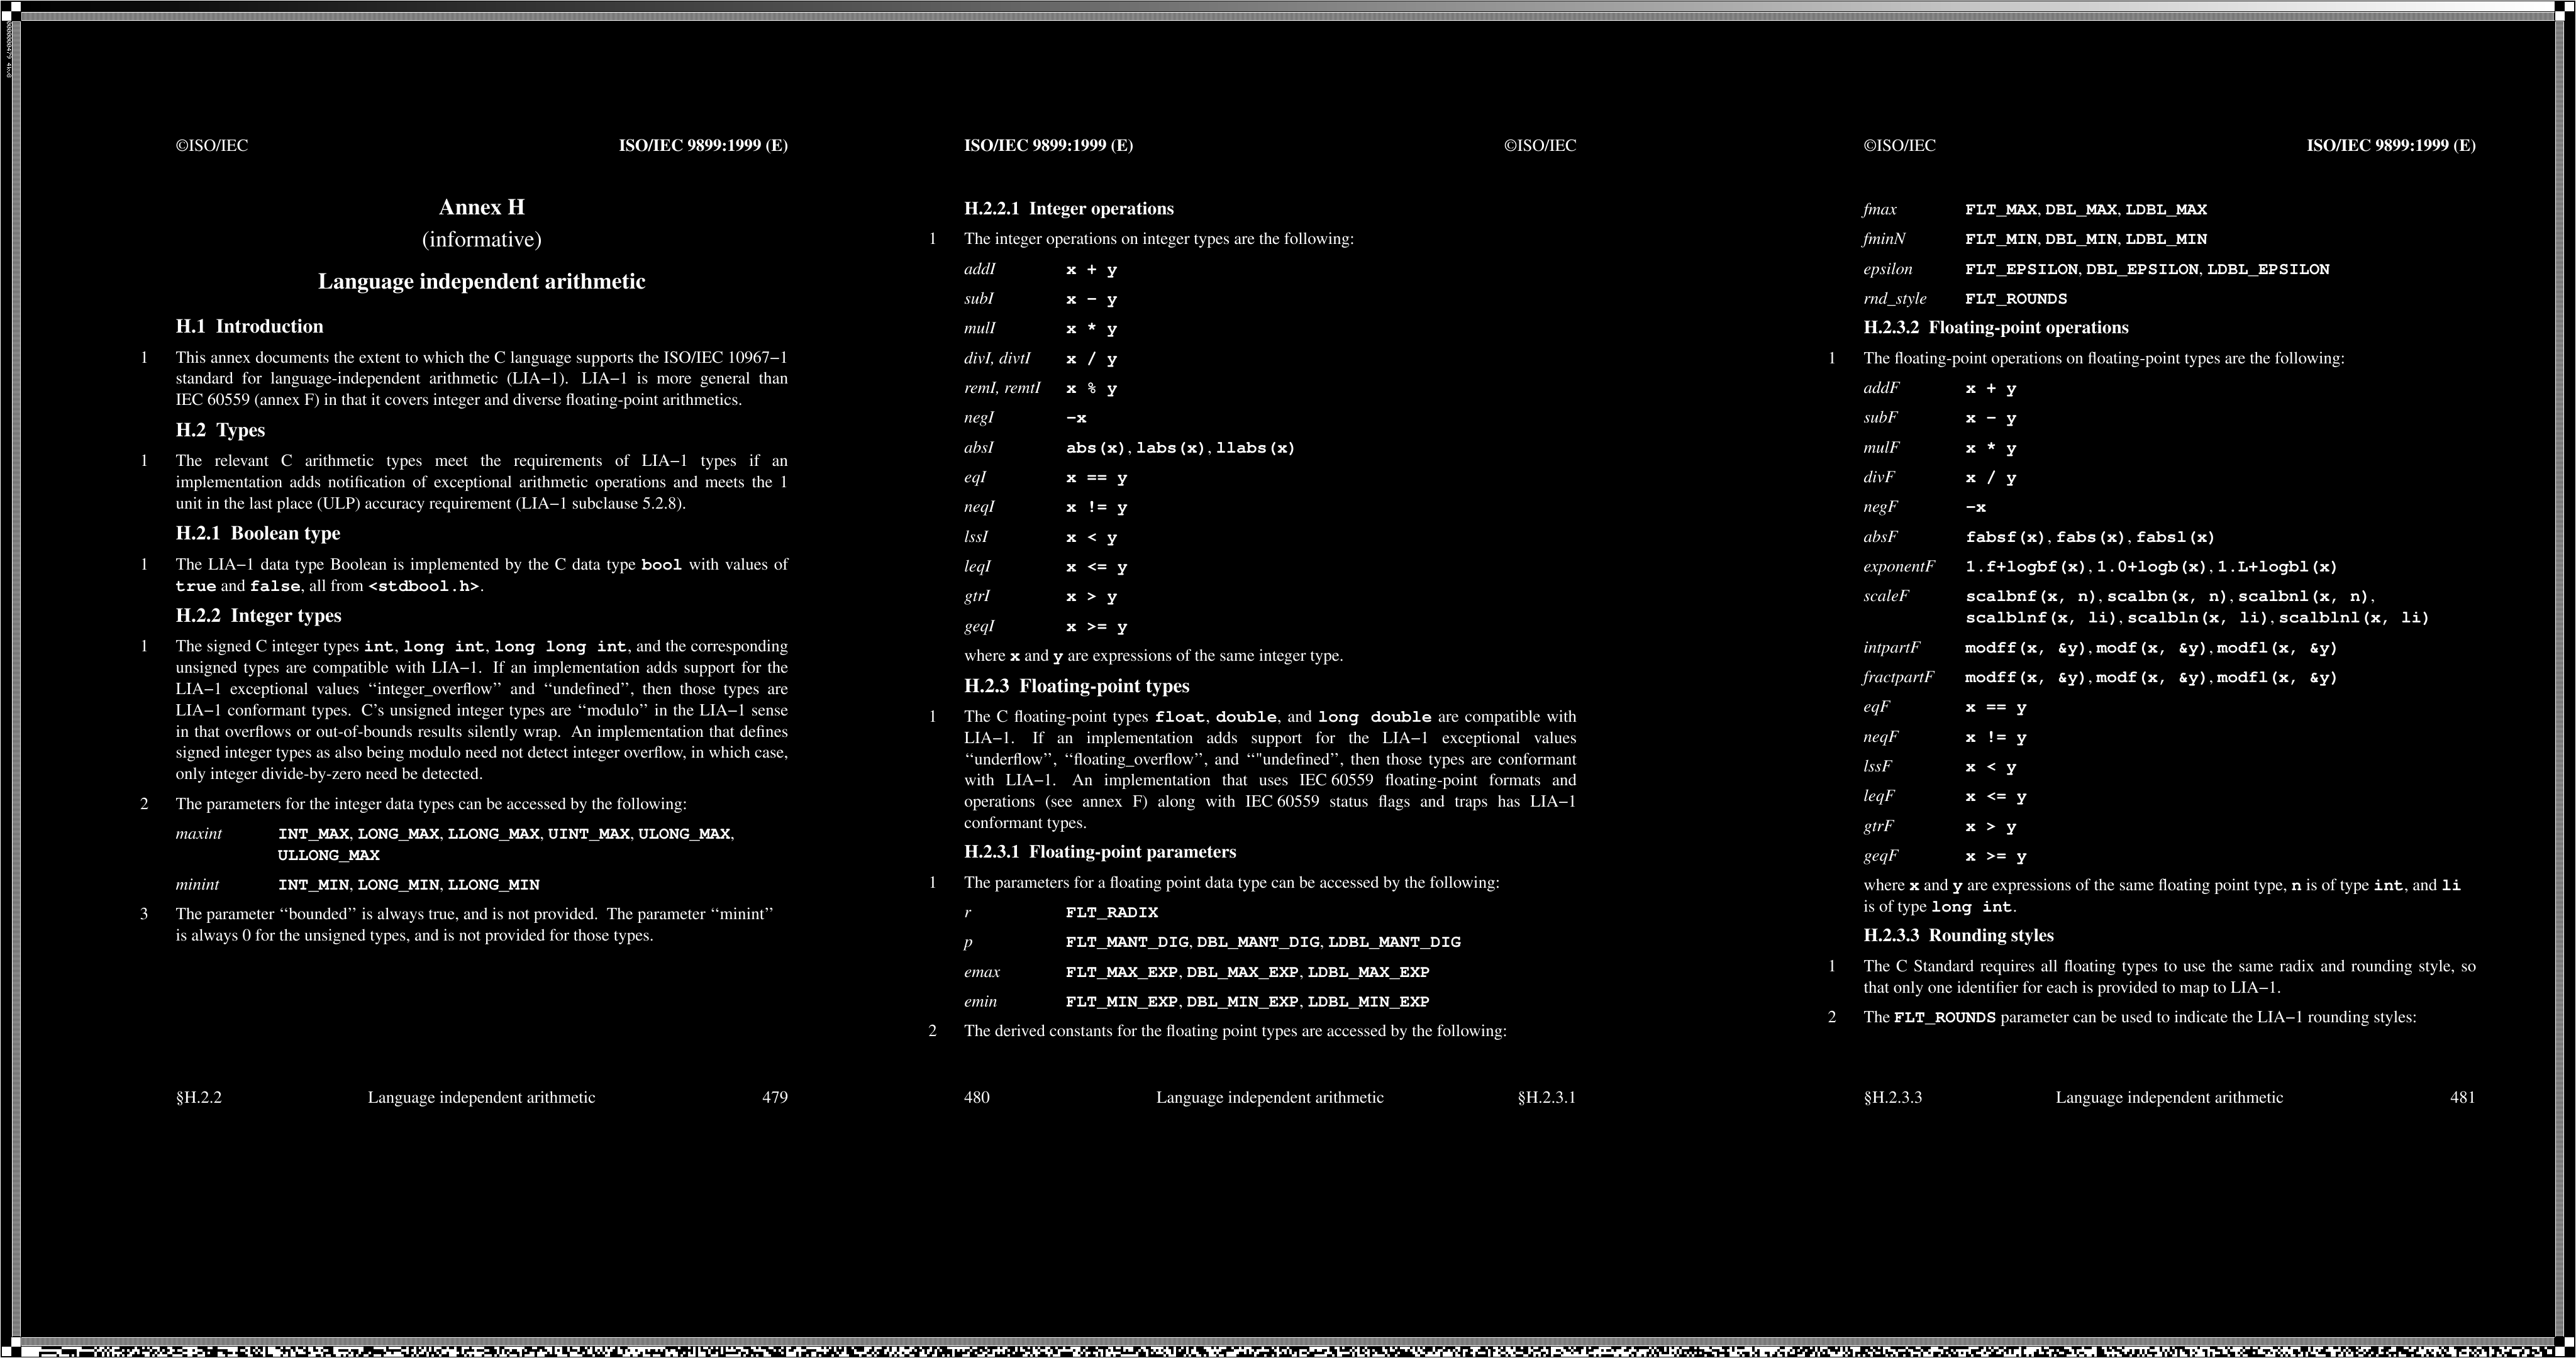 ©ISO/IEC ISO/IEC 9899:1999 (E)
Annex H
(informative)
Language independent arithmetic
H.1 Introduction
1 This annex documents the extent to which the C language supports the ISO/IEC 10967−1
standard for language-independent arithmetic (LIA−1). LIA−1 is more general than
IEC 60559 (annex F) in that it covers integer and diverse floating-point arithmetics.
H.2 Types
1 The relevant C arithmetic types meet the requirements of LIA−1 types if an
implementation adds notification of exceptional arithmetic operations and meets the 1
unit in the last place (ULP) accuracy requirement (LIA−1 subclause 5.2.8).
H.2.1 Boolean type
1 The LIA−1 data type Boolean is implemented by the C data type bool with values of
true and false, all from <stdbool.h>.
H.2.2 Integer types
1 The signed C integer types int, long int, long long int, and the corresponding
unsigned types are compatible with LIA−1. If an implementation adds support for the
LIA−1 exceptional values ‘‘integer_overflow’’ and ‘‘undefined’’, then those types are
LIA−1 conformant types. C’s unsigned integer types are ‘‘modulo’’ in the LIA−1 sense
in that overflows or out-of-bounds results silently wrap. An implementation that defines
signed integer types as also being modulo need not detect integer overflow, in which case,
only integer divide-by-zero need be detected.
2 The parameters for the integer data types can be accessed by the following:
maxint INT_MAX, LONG_MAX, LLONG_MAX, UINT_MAX, ULONG_MAX,
ULLONG_MAX
minint INT_MIN, LONG_MIN, LLONG_MIN
3 The parameter ‘‘bounded’’ is always true, and is not provided. The parameter ‘‘minint’’
is always 0 for the unsigned types, and is not provided for those types.
§H.2.2 Language independent arithmetic 479
ISO/IEC 9899:1999 (E) ©ISO/IEC
H.2.2.1 Integer operations
1 The integer operations on integer types are the following:
addI x + y
subI x − y
mulI x * y
divI, divtI x / y
remI, remtI x % y
negI −x
absI abs(x), labs(x), llabs(x)
eqI x == y
neqI x != y
lssI x < y
leqI x <= y
gtrI x > y
geqI x >= y
where x and y are expressions of the same integer type.
H.2.3 Floating-point types
1 The C floating-point types float, double, and long double are compatible with
LIA−1. If an implementation adds support for the LIA−1 exceptional values
‘‘underflow’’, ‘‘floating_overflow’’, and ‘‘"undefined’’, then those types are conformant
with LIA−1. An implementation that uses IEC 60559 floating-point formats and
operations (see annex F) along with IEC 60559 status flags and traps has LIA−1
conformant types.
H.2.3.1 Floating-point parameters
1 The parameters for a floating point data type can be accessed by the following:
r FLT_RADIX
p FLT_MANT_DIG, DBL_MANT_DIG, LDBL_MANT_DIG
emax FLT_MAX_EXP, DBL_MAX_EXP, LDBL_MAX_EXP
emin FLT_MIN_EXP, DBL_MIN_EXP, LDBL_MIN_EXP
2 The derived constants for the floating point types are accessed by the following:
480 Language independent arithmetic §H.2.3.1
©ISO/IEC ISO/IEC 9899:1999 (E)
fmax FLT_MAX, DBL_MAX, LDBL_MAX
fminN FLT_MIN, DBL_MIN, LDBL_MIN
epsilon FLT_EPSILON, DBL_EPSILON, LDBL_EPSILON
rnd_style FLT_ROUNDS
H.2.3.2 Floating-point operations
1 The floating-point operations on floating-point types are the following:
addF x + y
subF x − y
mulF x * y
divF x / y
negF −x
absF fabsf(x), fabs(x), fabsl(x)
exponentF 1.f+logbf(x), 1.0+logb(x), 1.L+logbl(x)
scaleF scalbnf(x, n), scalbn(x, n), scalbnl(x, n),
scalblnf(x, li), scalbln(x, li), scalblnl(x, li)
intpartF modff(x, &y), modf(x, &y), modfl(x, &y)
fractpartF modff(x, &y), modf(x, &y), modfl(x, &y)
eqF x == y
neqF x != y
lssF x < y
leqF x <= y
gtrF x > y
geqF x >= y
where x and y are expressions of the same floating point type, n is of type int, and li
is of type long int.
H.2.3.3 Rounding styles
1 The C Standard requires all floating types to use the same radix and rounding style, so
that only one identifier for each is provided to map to LIA−1.
2 The FLT_ROUNDS parameter can be used to indicate the LIA−1 rounding styles:
§H.2.3.3 Language independent arithmetic 481